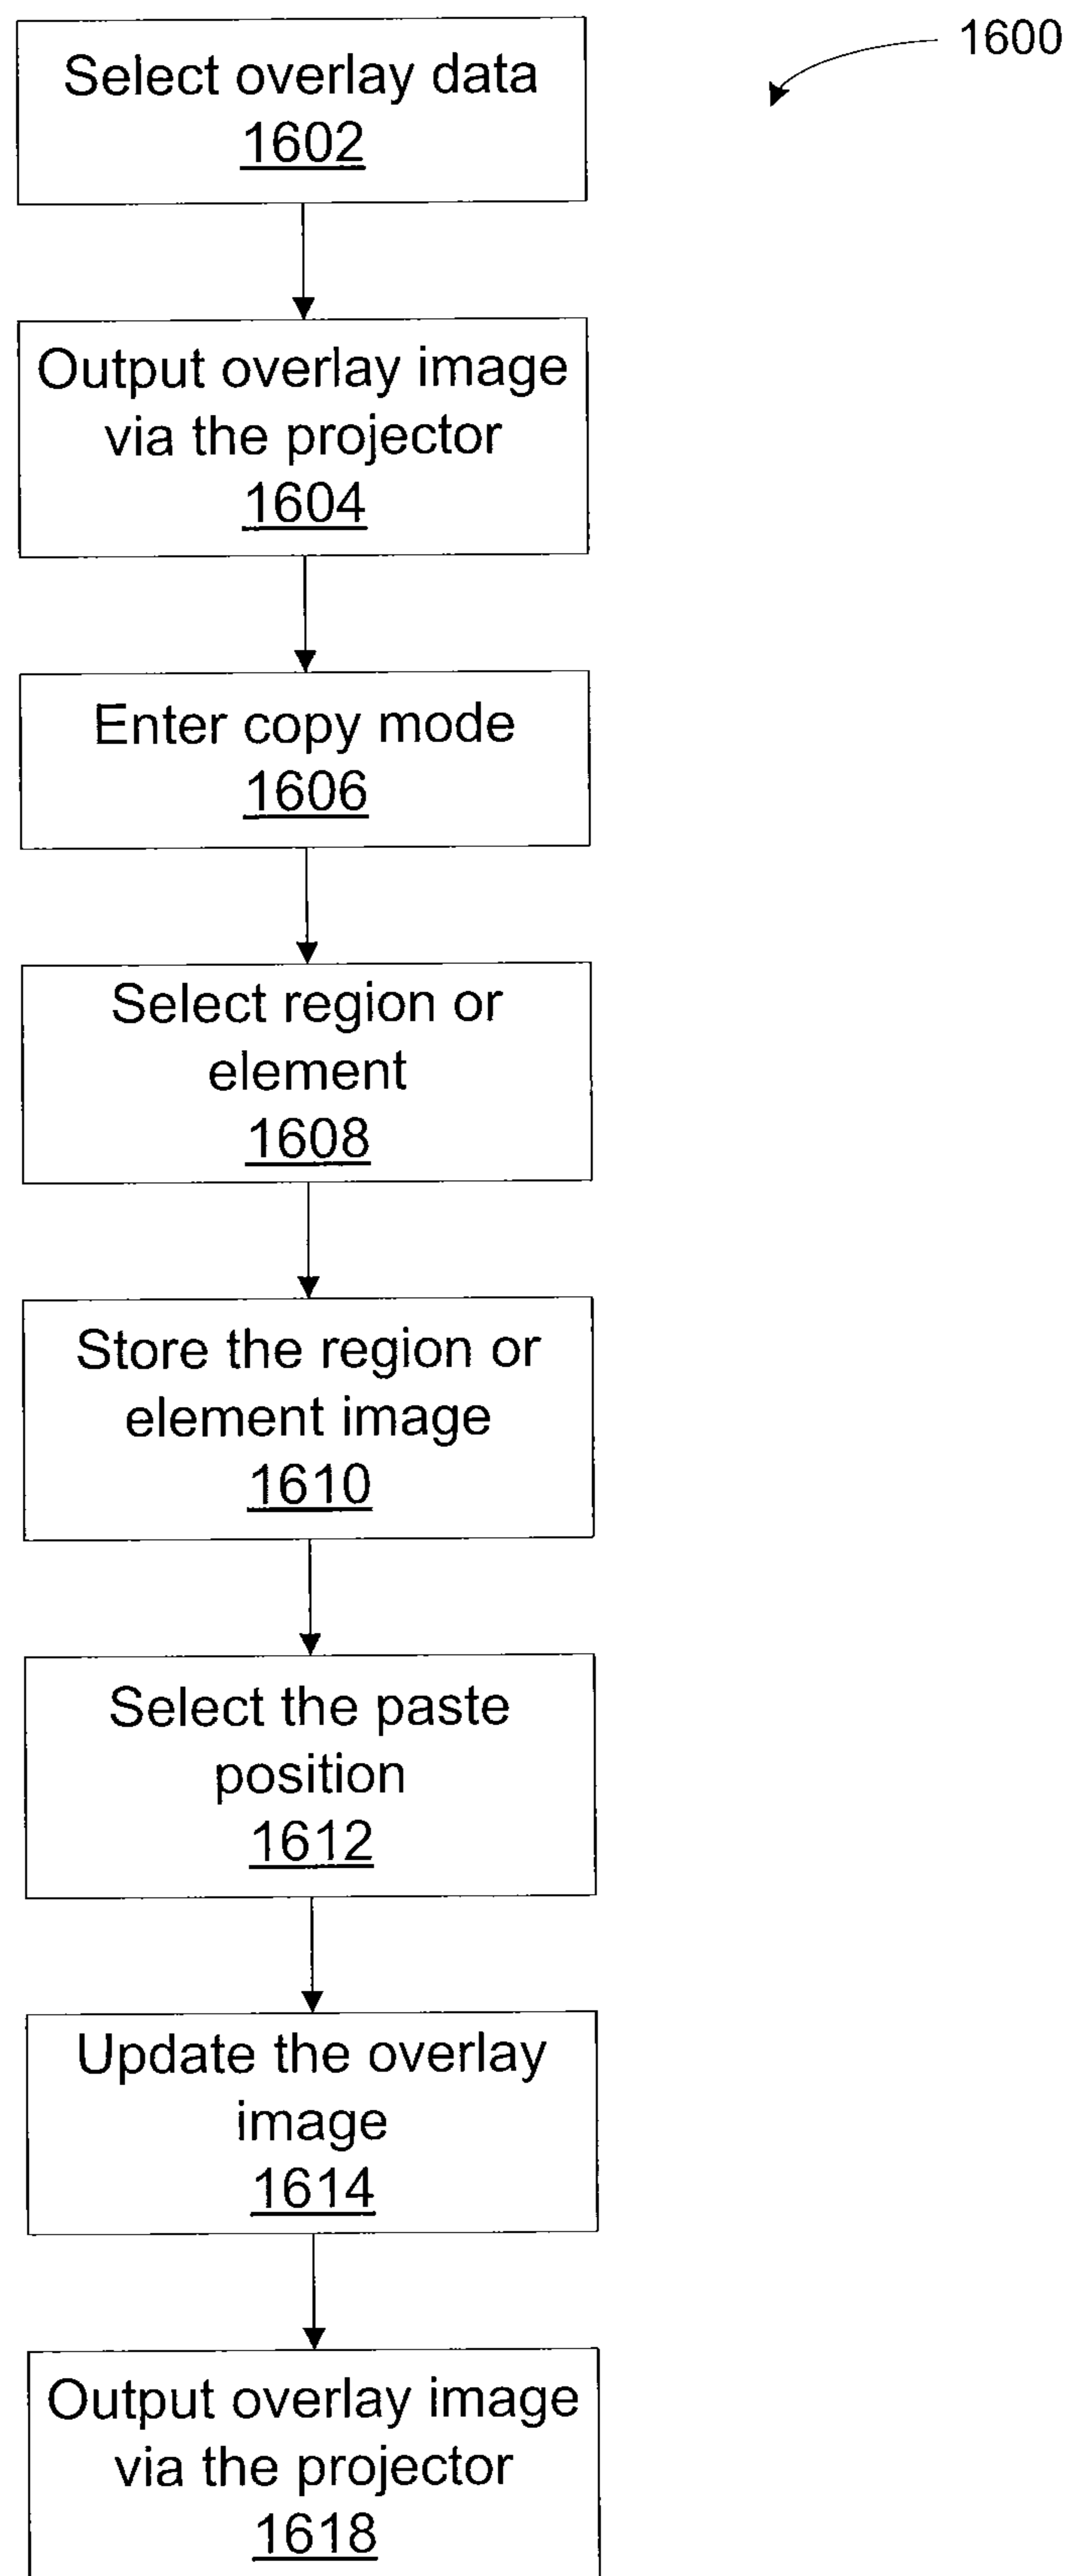 1600
Select overlay data
1602
Output overlay image
via the projector
1604
Enter copy mode
1606
Select region or
element
1608
Store the region or
element image
1610
Select the paste
position
1612
Update the overlay
image
1614
Output overlay image
via the projector
1618